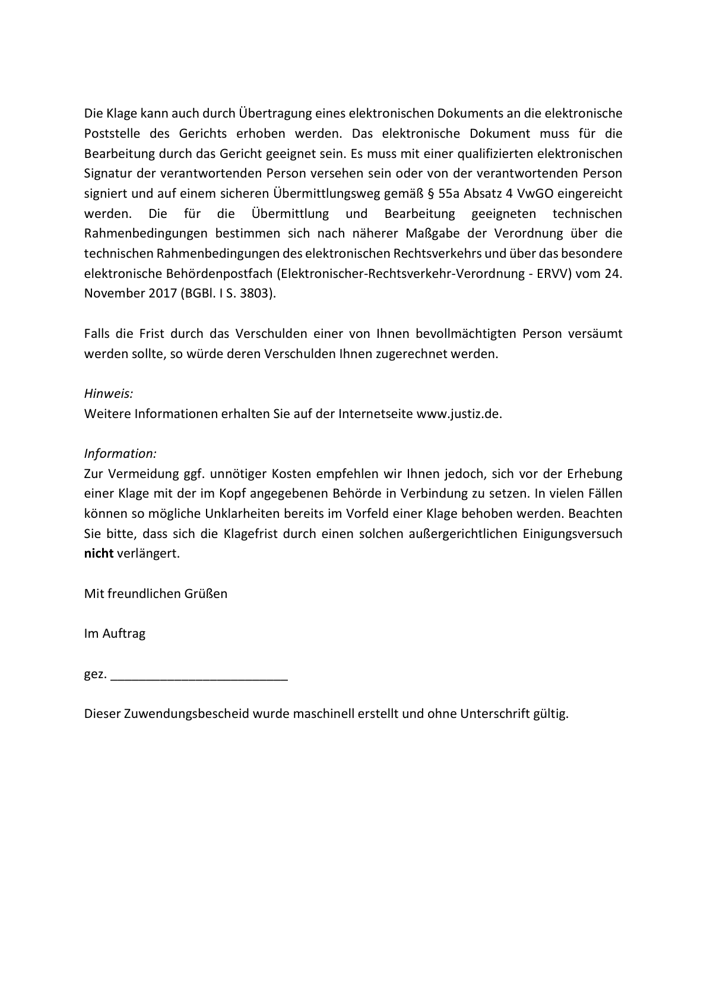 Die Klage kann auch durch Übertragung eines elektronischen Dokuments an die elektronische
Poststelle des Gerichts erhoben werden. Das elektronische Dokument muss für die
Bearbeitung durch das Gericht geeignet sein. Es muss mit einer qualifizierten elektronischen
Signatur der verantwortenden Person versehen sein oder von der verantwortenden Person
signiert und auf einem sicheren Übermittlungsweg gemäß § 55a Absatz 4 VwGO eingereicht
werden. Die für die Übermittlung und Bearbeitung geeigneten technischen
Rahmenbedingungen bestimmen sich nach näherer Maßgabe der Verordnung über die
technischen Rahmenbedingungen des elektronischen Rechtsverkehrs und über das besondere
elektronische Behördenpostfach (Elektronischer-Rechtsverkehr-Verordnung - ERVV) vom 24.
November 2017 (BGBl. I S. 3803).
Falls die Frist durch das Verschulden einer von Ihnen bevollmächtigten Person versäumt
werden sollte, so würde deren Verschulden Ihnen zugerechnet werden.
Hinweis:
Weitere Informationen erhalten Sie auf der Internetseite www.justiz.de.
Information:
Zur Vermeidung ggf. unnötiger Kosten empfehlen wir Ihnen jedoch, sich vor der Erhebung
einer Klage mit der im Kopf angegebenen Behörde in Verbindung zu setzen. In vielen Fällen
können so mögliche Unklarheiten bereits im Vorfeld einer Klage behoben werden. Beachten
Sie bitte, dass sich die Klagefrist durch einen solchen außergerichtlichen Einigungsversuch
nicht verlängert.
Mit freundlichen Grüßen
Im Auftrag
gez. _________________________
Dieser Zuwendungsbescheid wurde maschinell erstellt und ohne Unterschrift gültig.